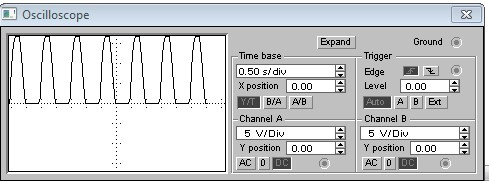 Oscilloscope
Expand Ground
Time base Trigger
0.50 s/div Edge
X position 0.00 Level 0.00
Y/T B/A A/B Auto A B Ext
Channel A Channel B
5 V/Div 5 V/Div
Y position 0.00 Y position 0.00
AC 0 DC AC 0 DC